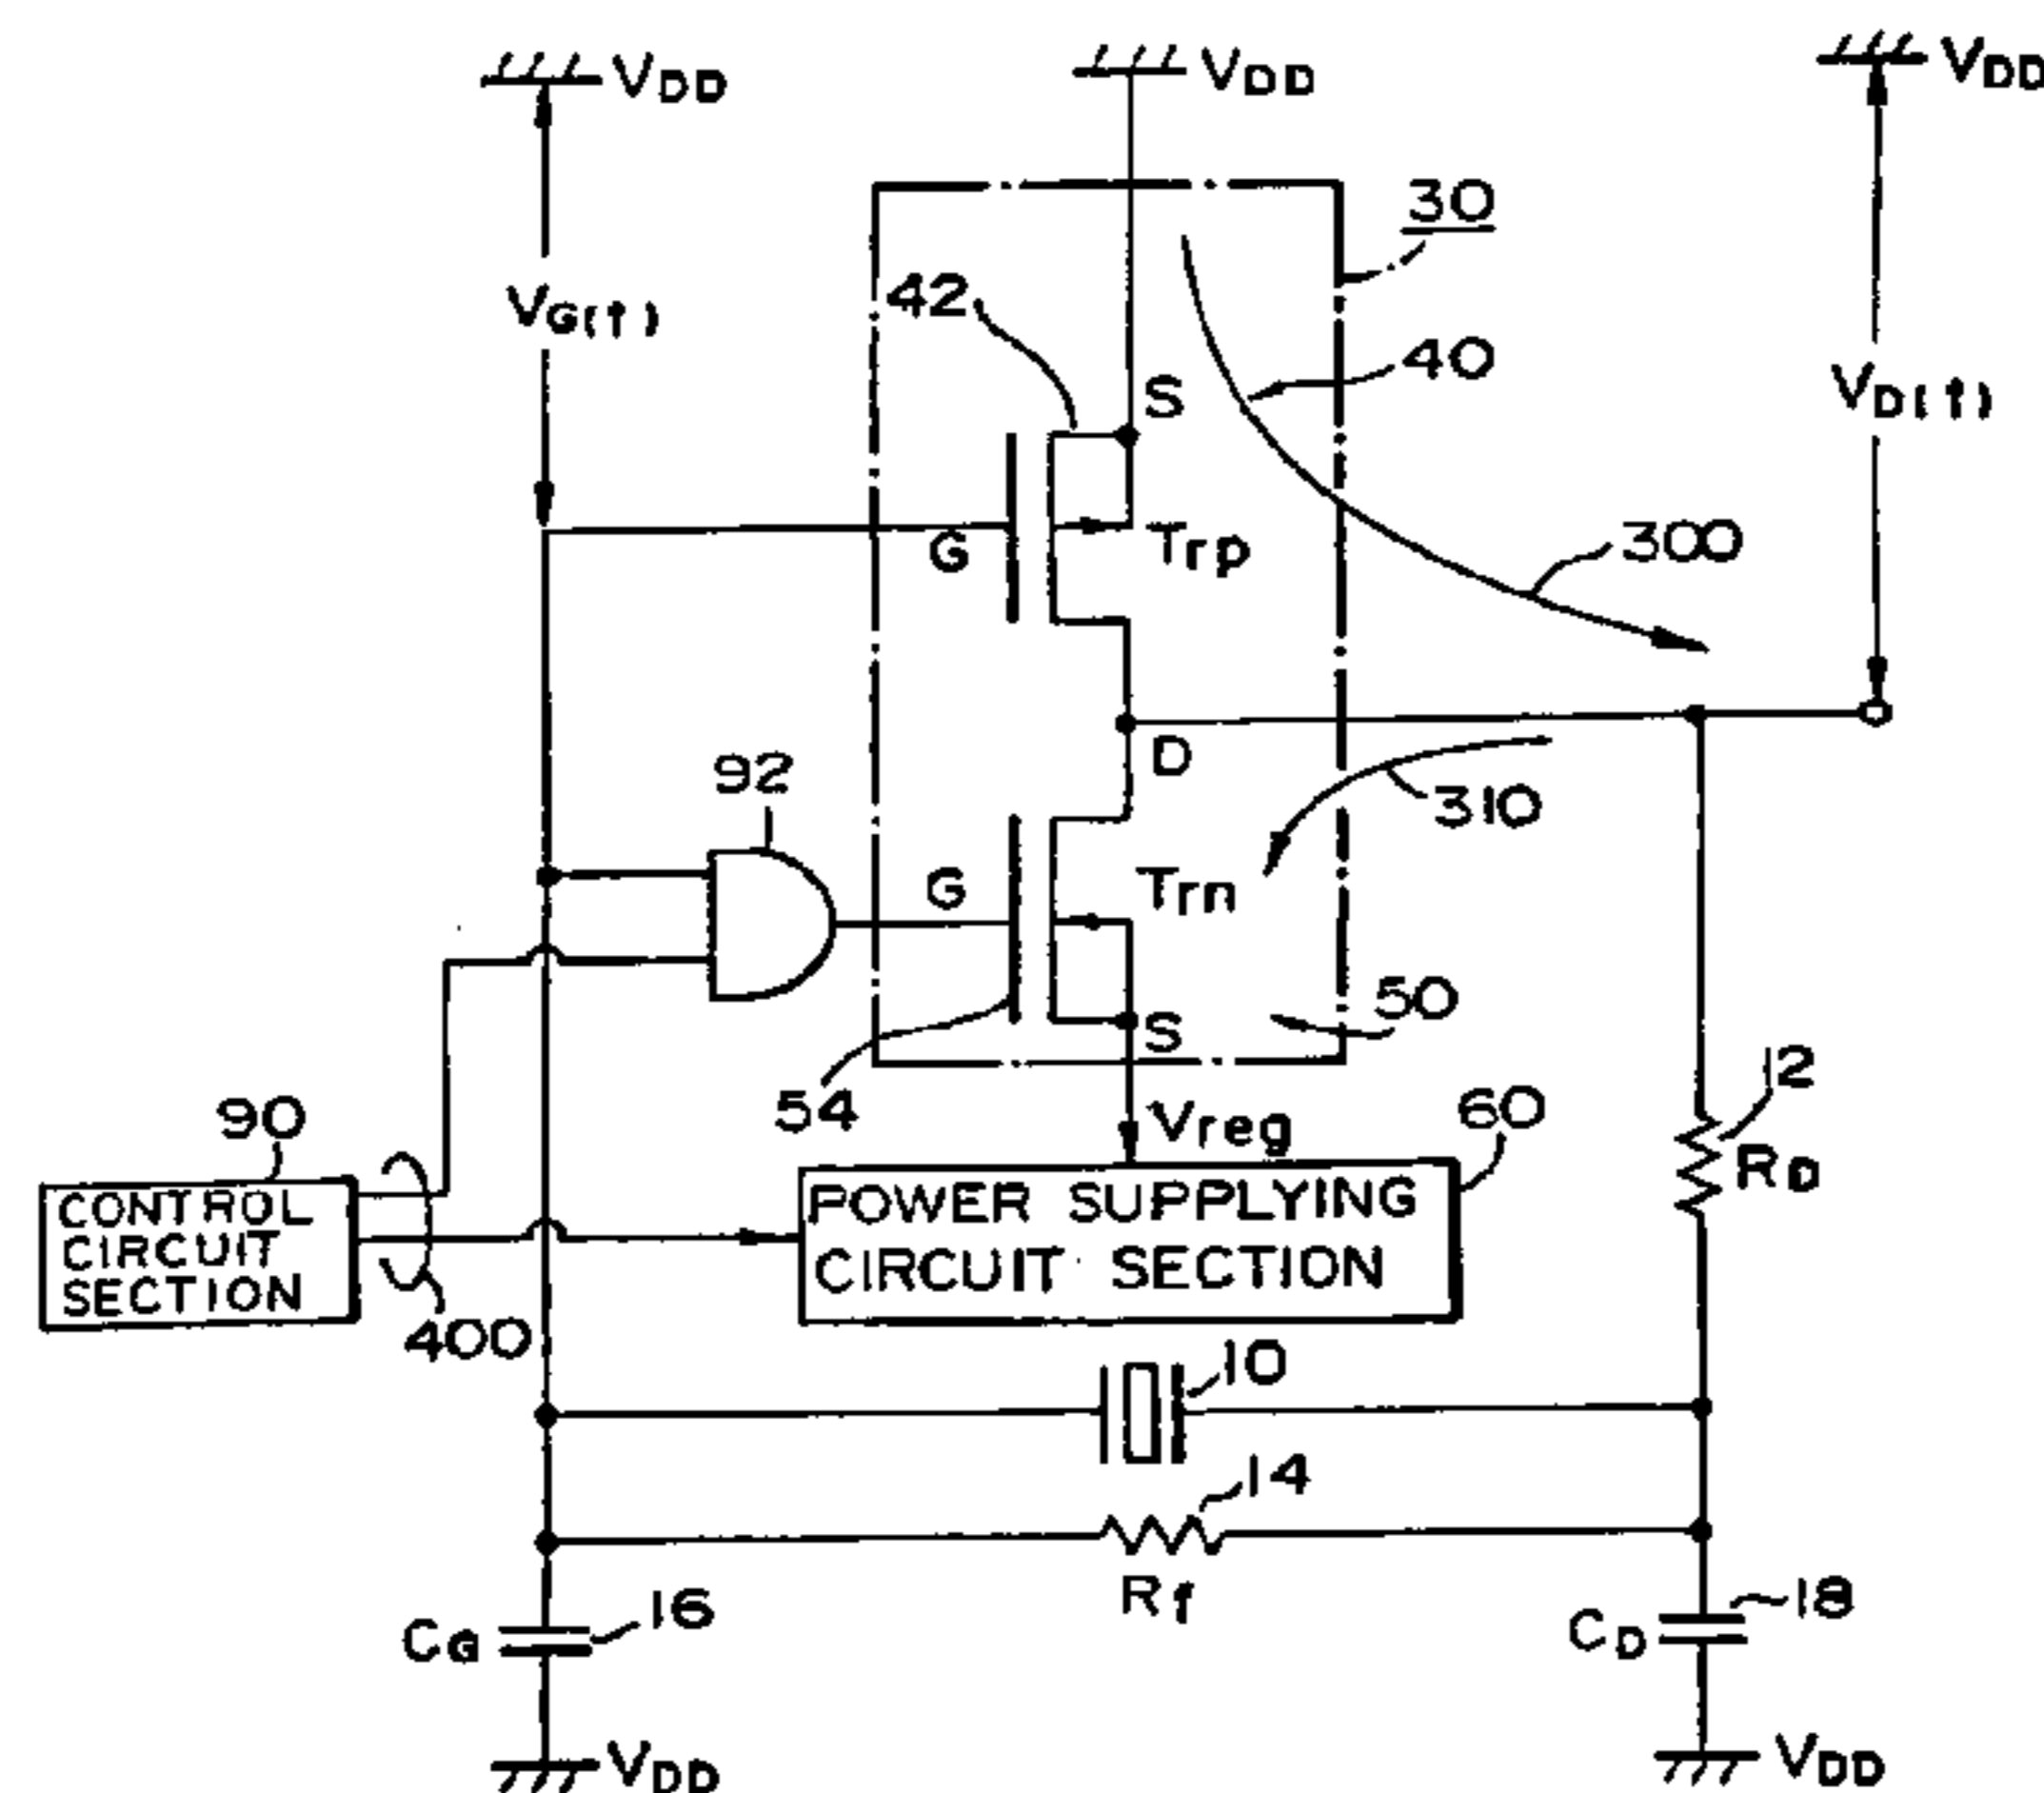 VDD
VDD
VDD
30
42
VG(t)
40
S
VD(t)
G
Trp
300
92
D
310
G
Trn
50
S
54
12
90
Vreg
60
RD
CONTROL
CIRCUIT
SECTION
POWER SUPPLYING
CIRCUIT SECTION
400
10
14
Rf
16
CG
18
CD
VDD
VDD